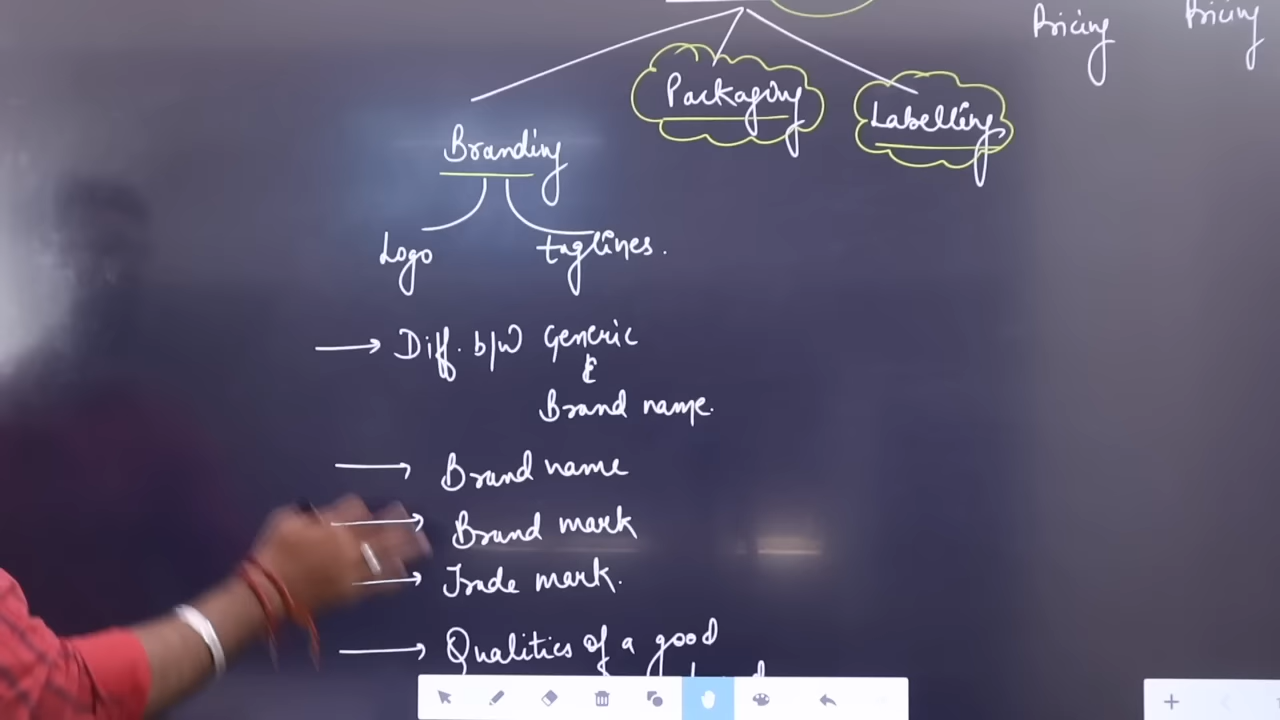 Pricing Pricing
Packaging
Labelling
Branding
Logo taglines.
Diff. b/w Generic
&
Brand name.
Brand name
Brand mark
Trade mark.
Qualities of a good